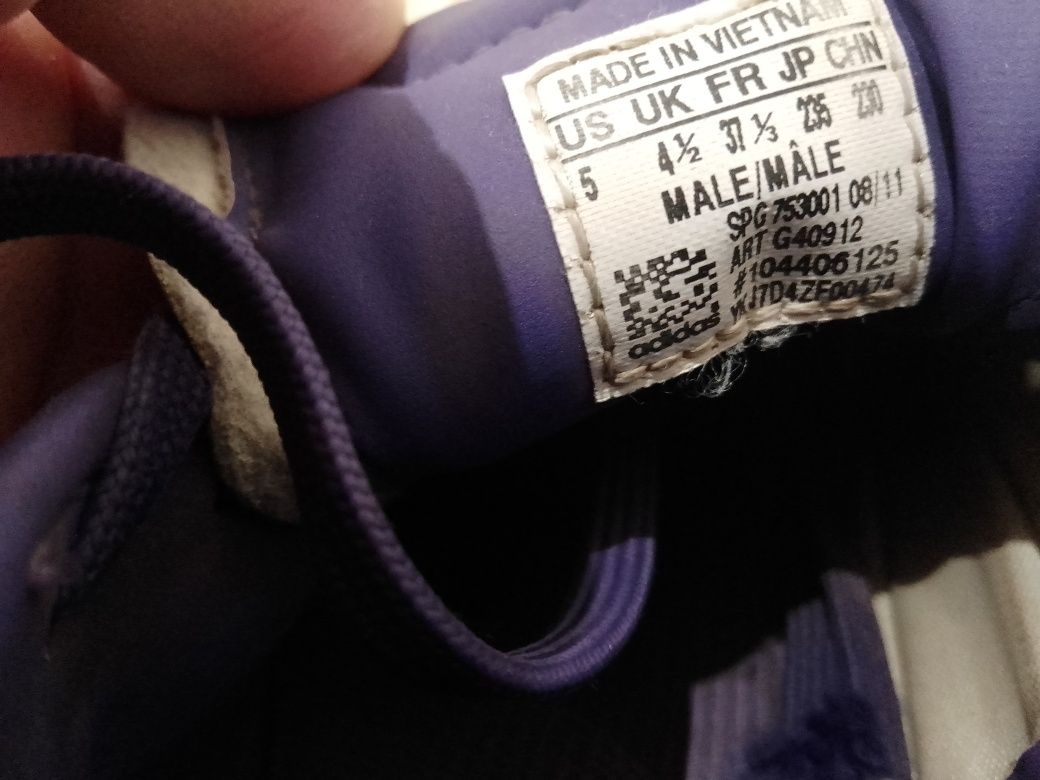 MADE IN VIETNAM
US UK FR JP CHN
5 4½ 37⅓ 235 230
MALE/MÂLE
SPG 753001 08/11
ART G40912
#104406125
adidas